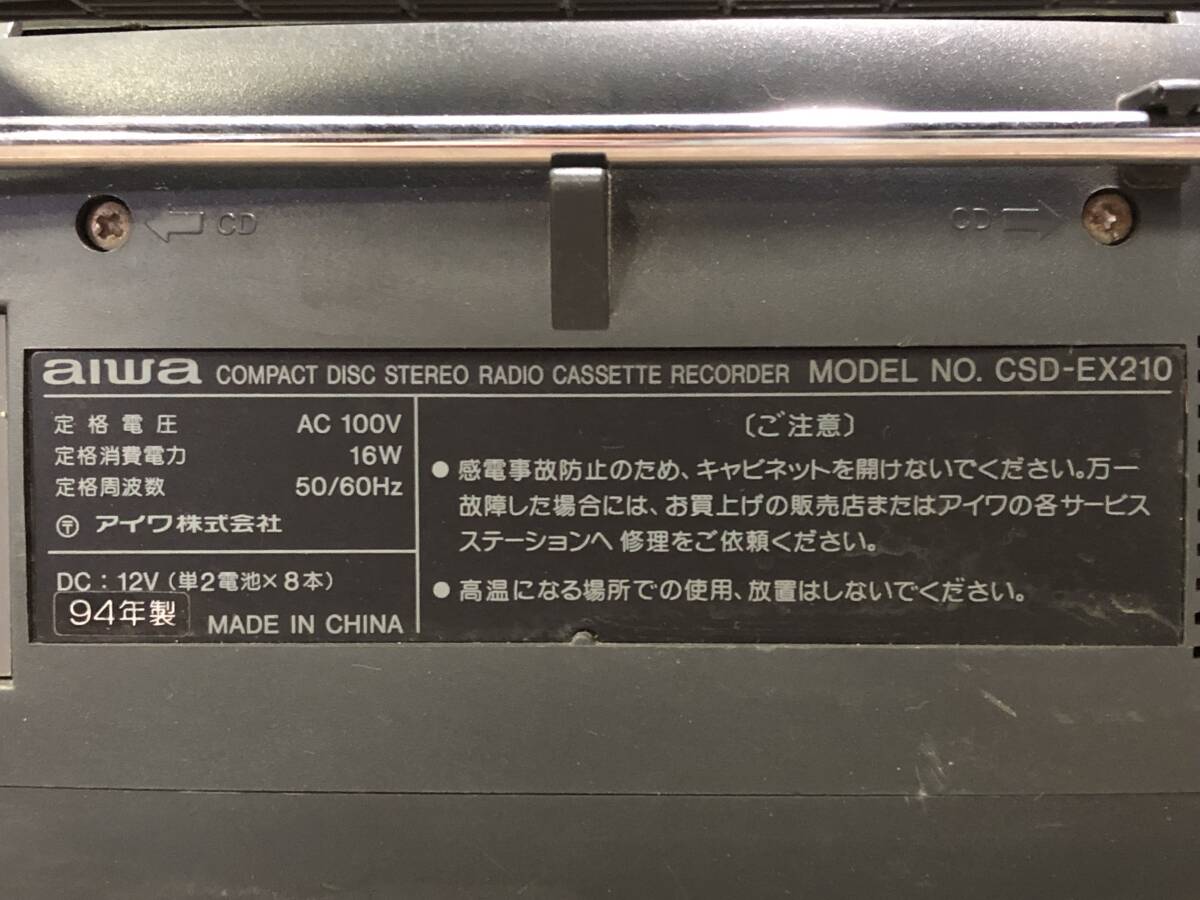 CD
CD
aiwa COMPACT DISC STEREO RADIO CASSETTE RECORDER MODEL NO. CSD-EX210
定格電圧 AC 100V
定格消費電力 16W
定格周波数 50/60Hz
〶 アイワ株式会社
DC : 12V (単2電池×8本)
94年製 MADE IN CHINA
〔ご注意〕
● 感電事故防止のため、キャビネットを開けないでください。万一
故障した場合には、お買上げの販売店またはアイワの各サービス
ステーションへ 修理をご依頼ください。
● 高温になる場所での使用、放置はしないでください。